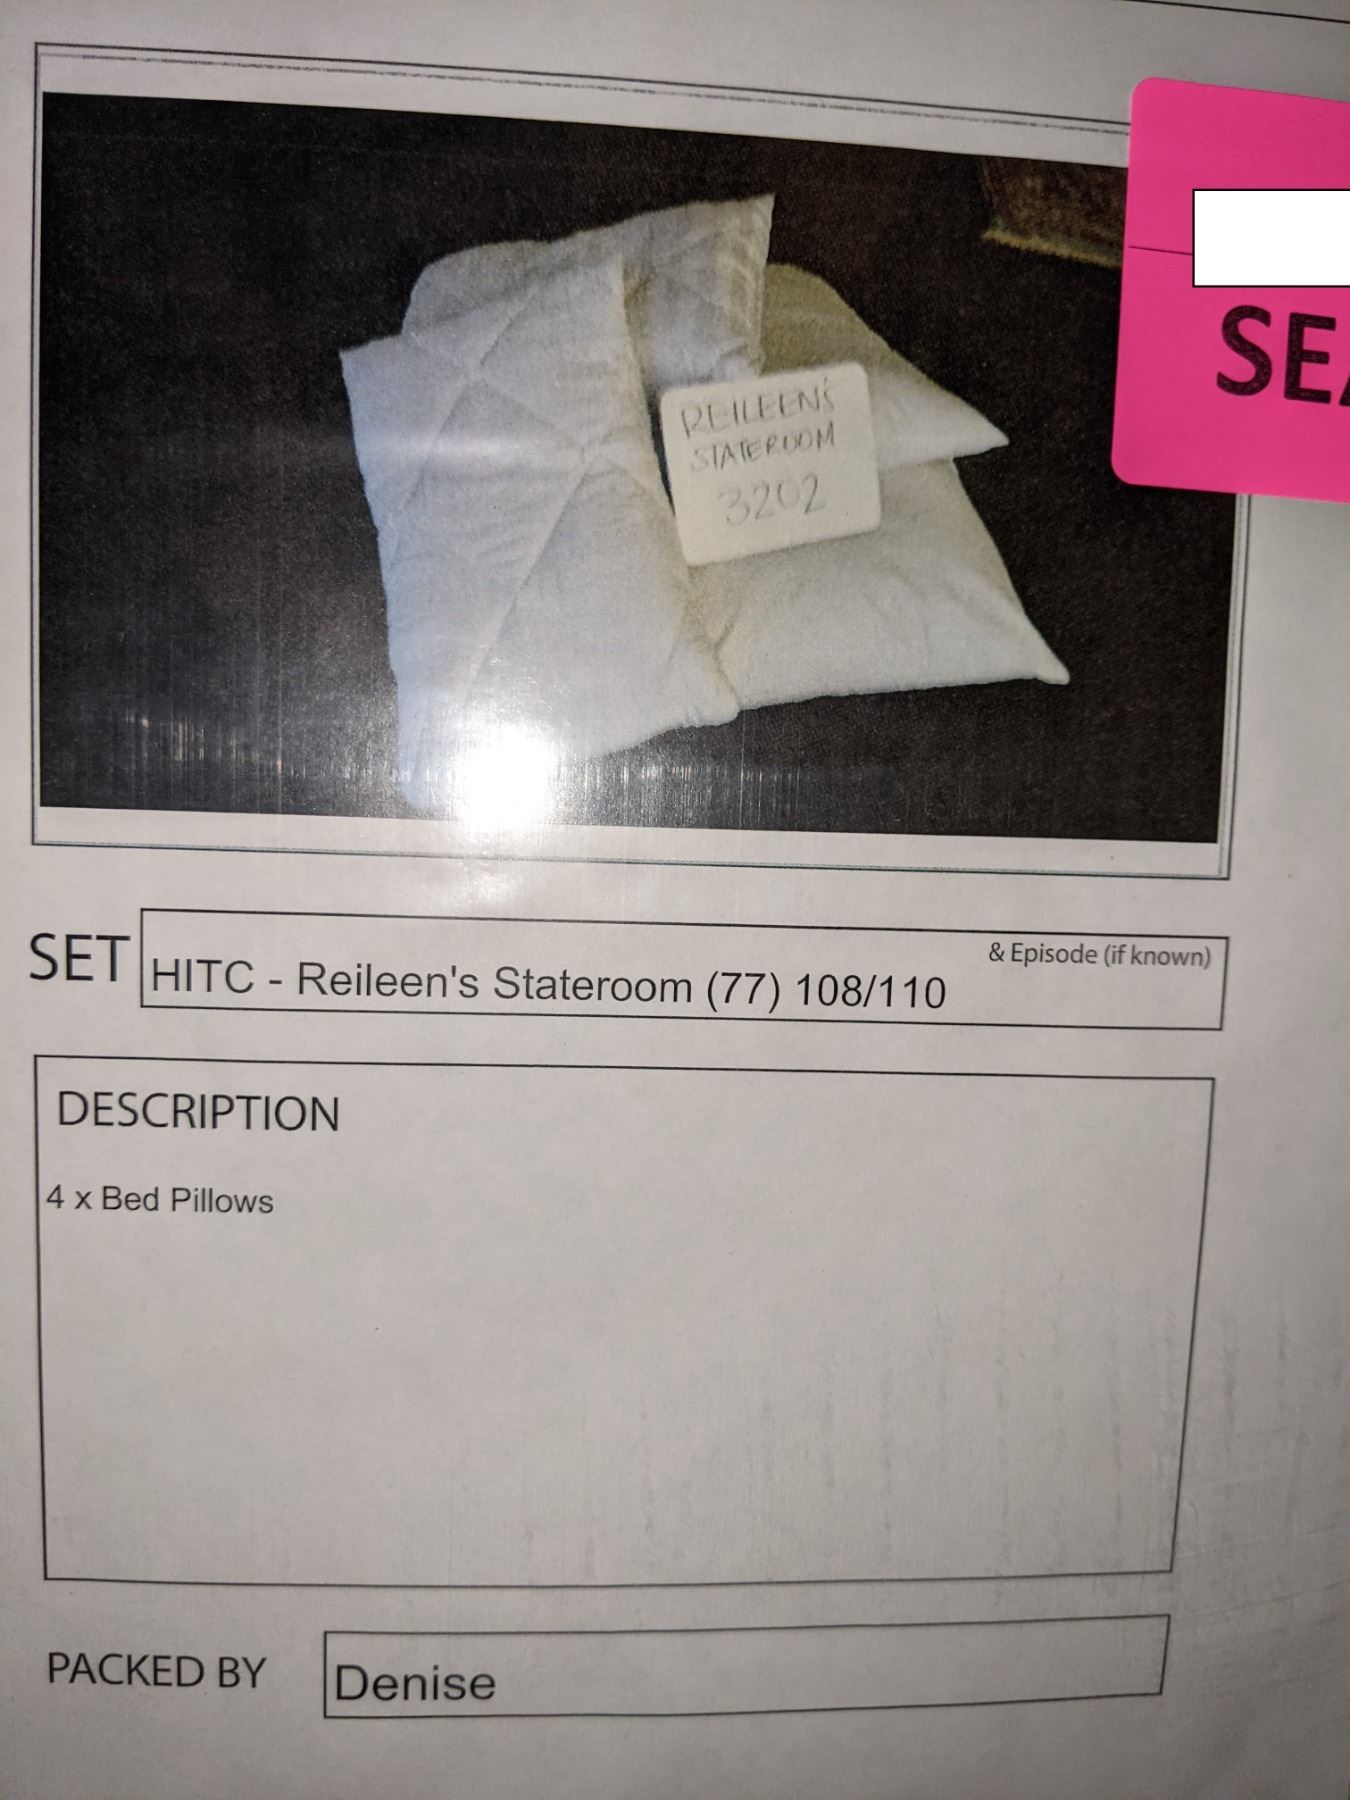 REILEEN'S
STATEROOM
3202
SE
SET
& Episode (if known)
HITC - Reileen's Stateroom (77) 108/110
DESCRIPTION
4 x Bed Pillows
PACKED BY
Denise